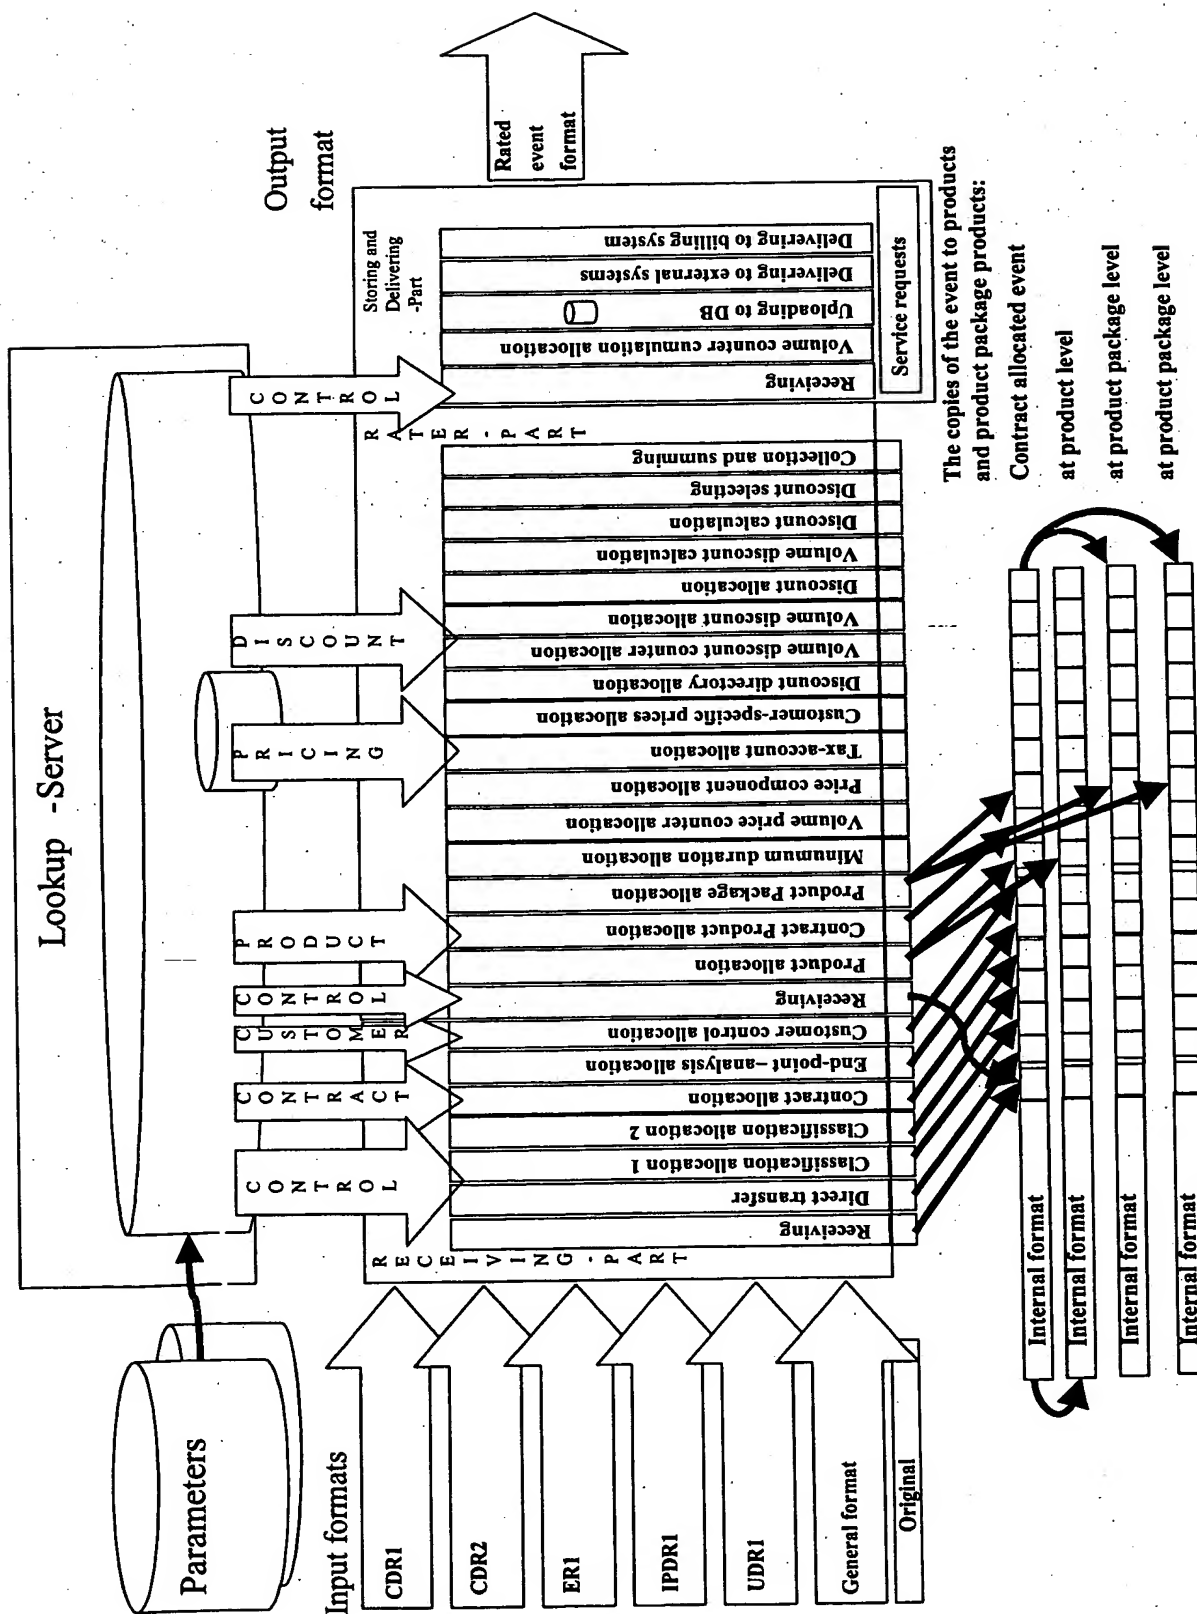 Lookup -Server
Parameters
Output
format
Input formats
CDR1
CDR2
ER1
IPDR1
UDR1
General format
Original
CONTROL
CONTRACT
CUSTOMER
CONTROL
PRODUCT
PRICING
DISCOUNT
CONTROL
RECEIVING-PART
Receiving
Direct transfer
Classification allocation 1
Classification allocation 2
Contract allocation
End-point -analysis allocation
Customer control allocation
RATER-PART
Receiving
Product allocation
Contract Product allocation
Product Package allocation
Minumum duration allocation
Volume price counter allocation
Price component allocation
Tax-account allocation
Customer-specific prices allocation
Discount directory allocation
Volume discount counter allocation
Volume discount allocation
Discount allocation
Volume discount calculation
Discount calculation
Discount selecting
Collection and summing
Storing and
Delivering
-Part
Receiving
Volume counter cumulation allocation
Uploading to DB
Delivering to external systems
Delivering to billing system
Service requests
Rated
event
format
The copies of the event to products
and product package products:
Contract allocated event
at product level
at product package level
at product package level
Internal format
Internal format
Internal format
Internal format